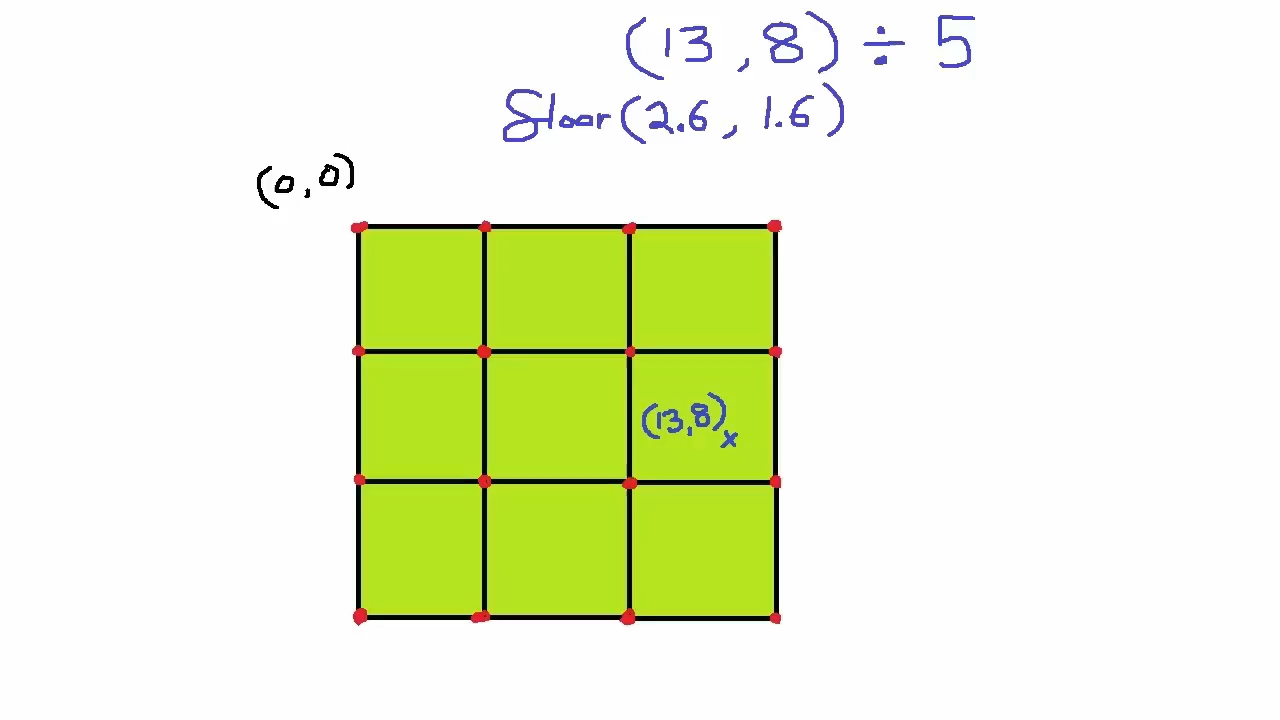 (13,8) ÷ 5
floor(2.6, 1.6)
(0,0)
(13,8)x